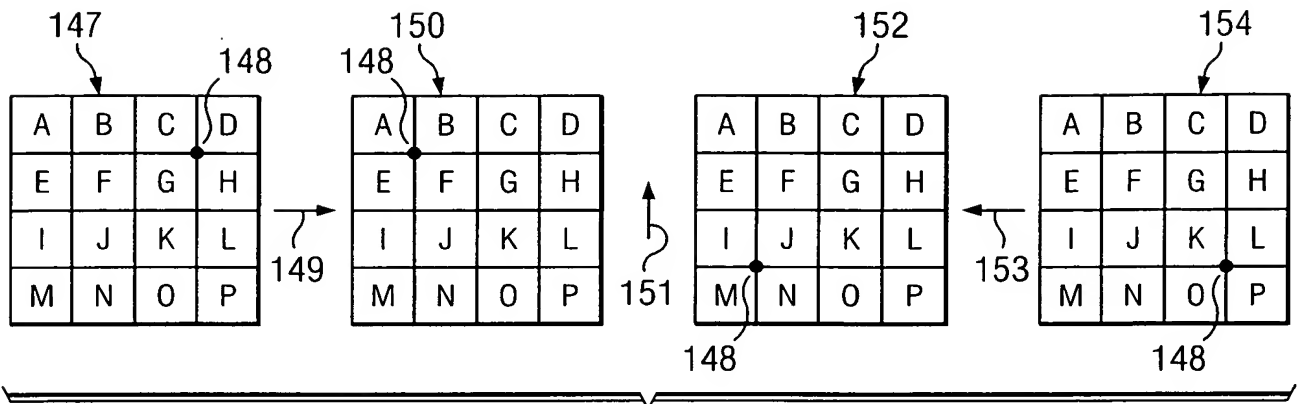 147 150 152 154
148 148
A B C D A B C D A B C D A B C D
E F G H E F G H E F G H E F G H
I J K L I J K L I J K L I J K L
149 151 153
M N O P M N O P M N O P M N O P
148 148